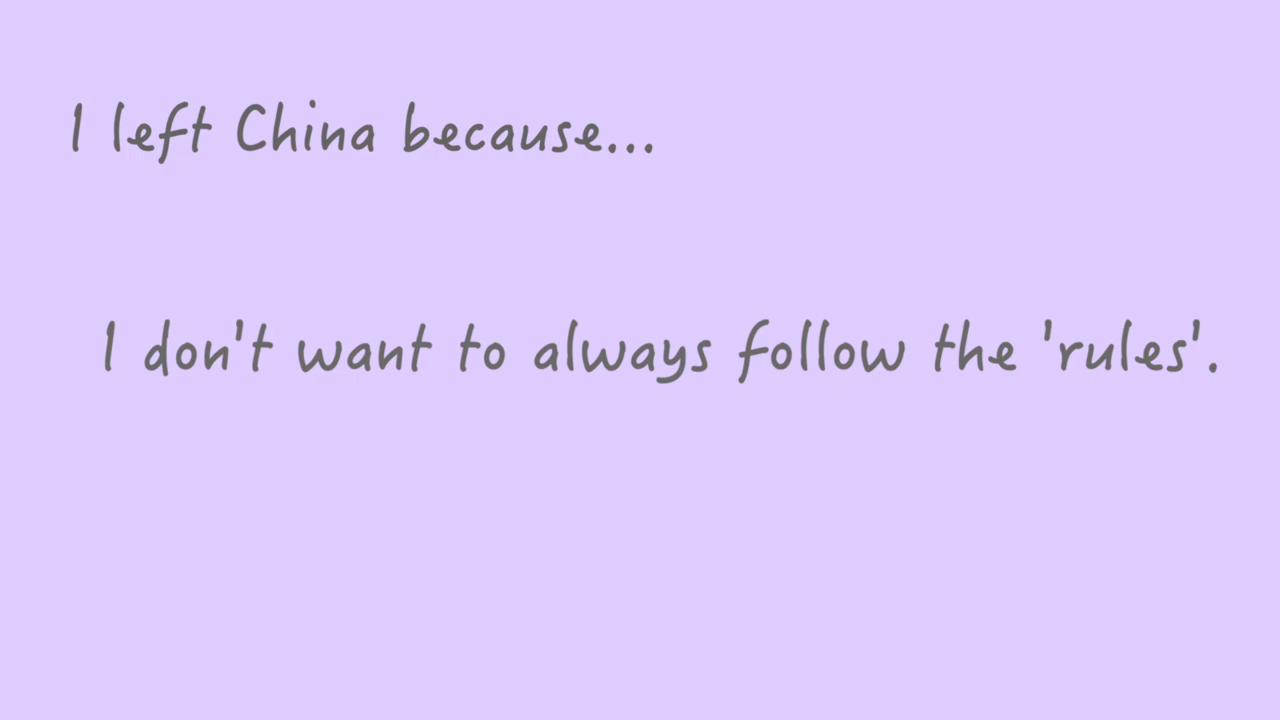 I left China because...
I don't want to always follow the 'rules'.